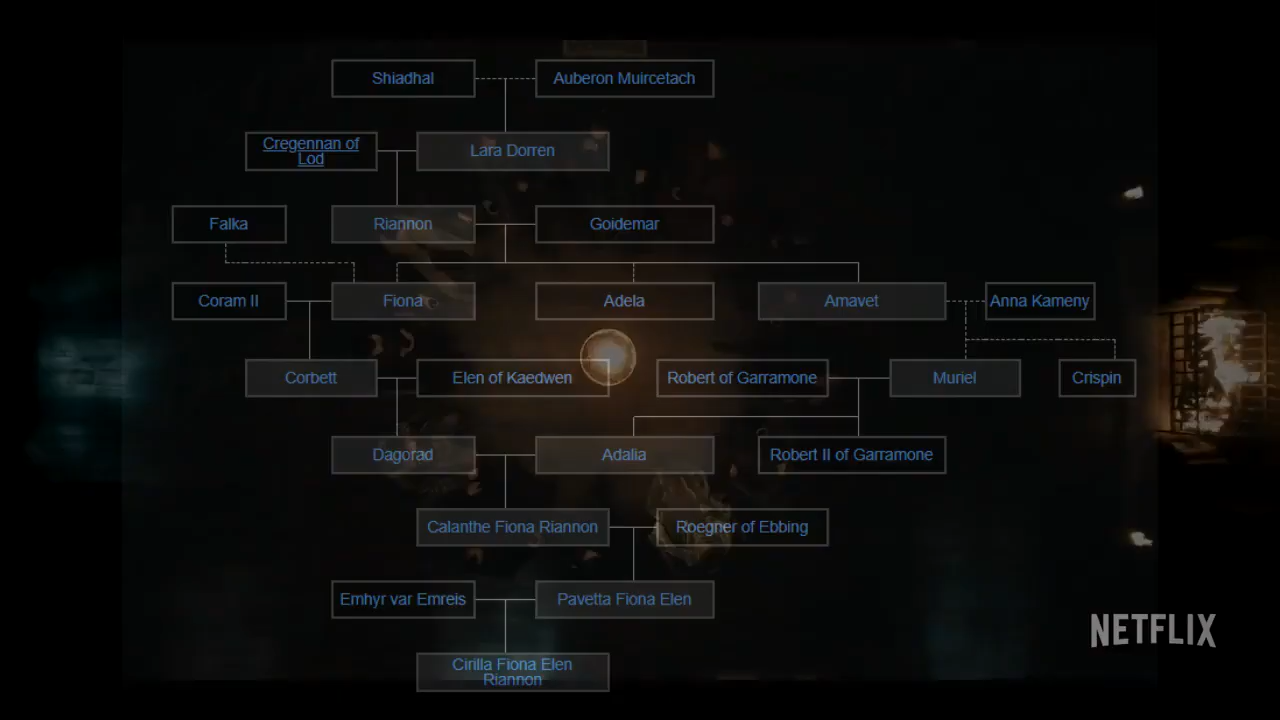 Shiadhal
Auberon Muircetach
Cregennan of
Lod
Lara Dorren
Falka
Riannon
Goidemar
Coram II
Fiona
Adela
Amavet
Anna Kameny
Corbett
Elen of Kaedwen
Robert of Garramone
Muriel
Crispin
Dagorad
Adalia
Robert II of Garramone
Calanthe Fiona Riannon
Roegner of Ebbing
Emhyr var Emreis
Pavetta Fiona Elen
NETFLIX
Cirilla Fiona Elen
Riannon